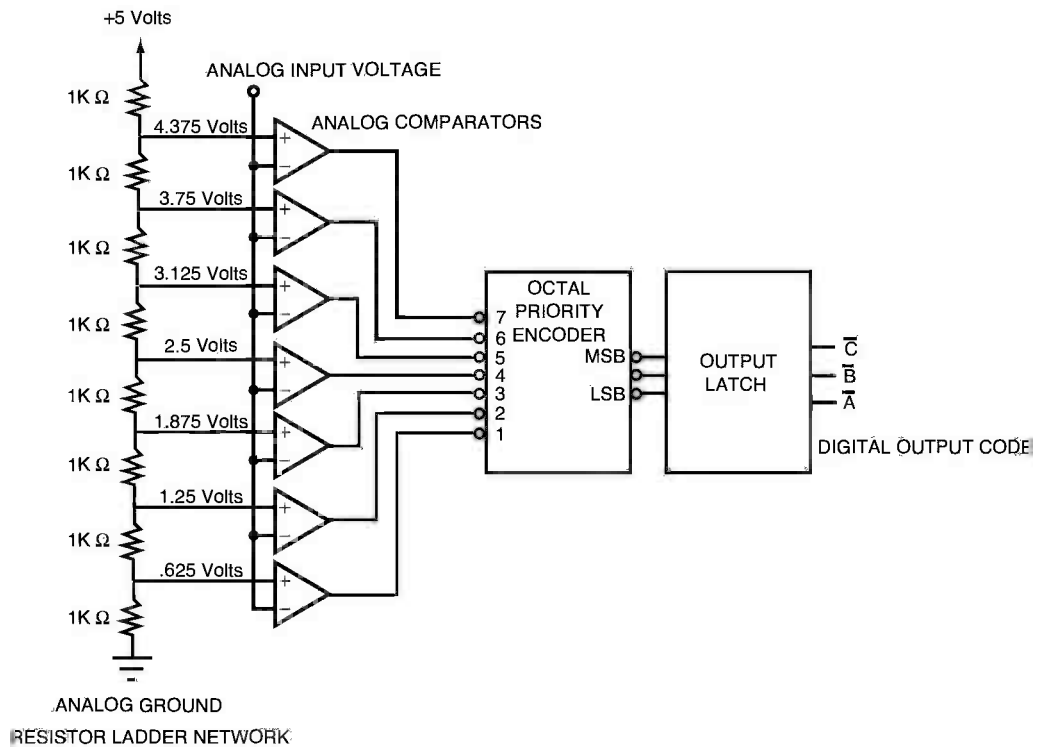 +5 Volts
ANALOG INPUT VOLTAGE
1K Ω
4.375 Volts
ANALOG COMPARATORS
+
−
1K Ω
3.75 Volts
+
−
1K Ω
3.125 Volts
+
−
1K Ω
2.5 Volts
+
−
1K Ω
1.875 Volts
+
−
1K Ω
1.25 Volts
+
−
1K Ω
.625 Volts
+
−
1K Ω
OCTAL
PRIORITY
ENCODER
7
6
5
4
3
2
1
MSB
LSB
OUTPUT
LATCH
C̅
B̅
A̅
DIGITAL OUTPUT CODE
ANALOG GROUND
RESISTOR LADDER NETWORK